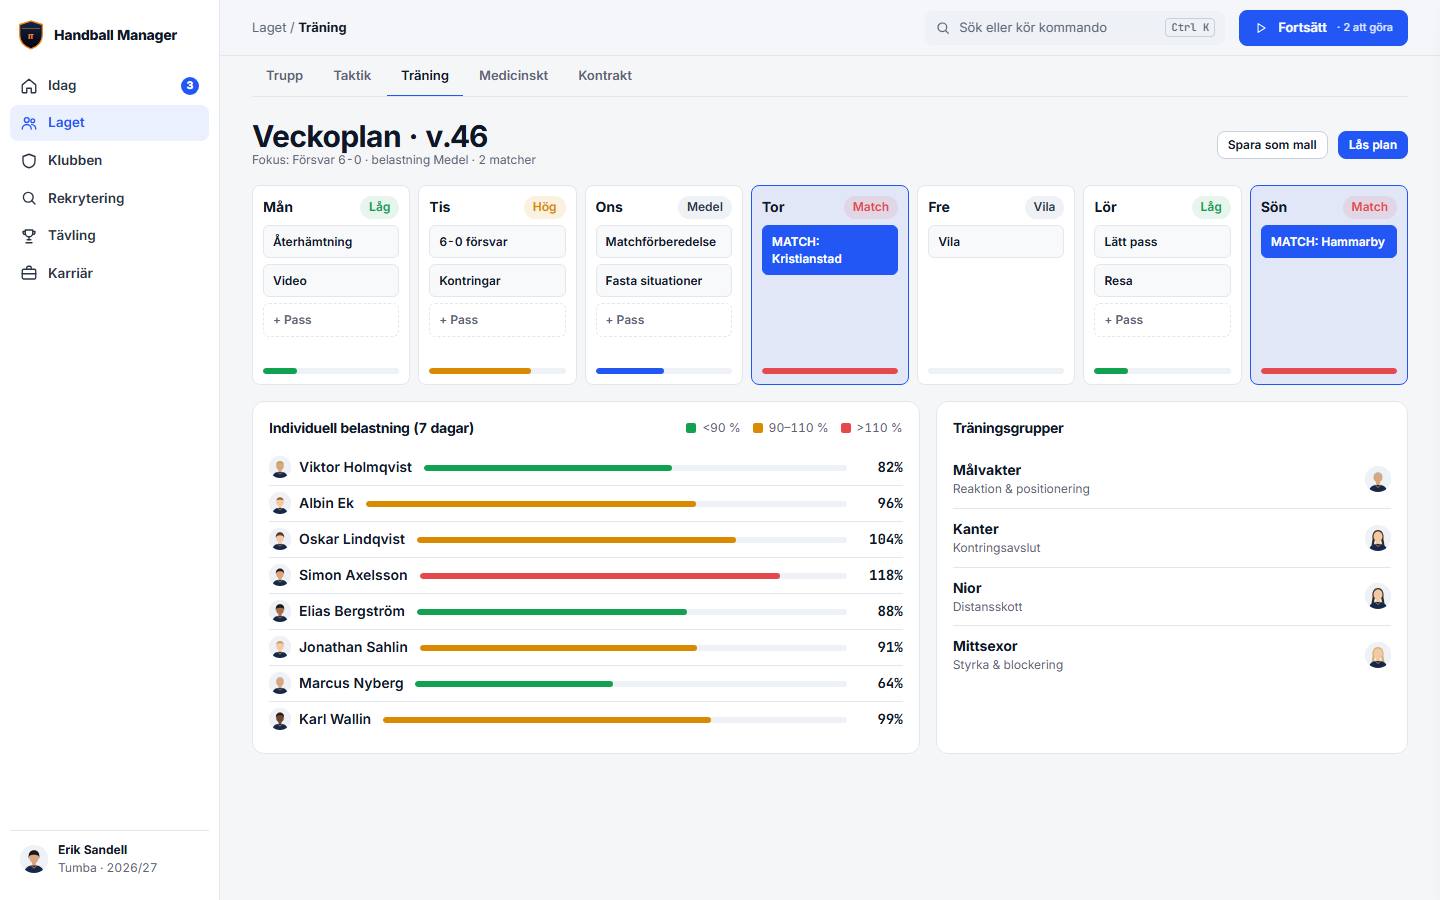 Handball Manager
Idag
3
Laget
Klubben
Rekrytering
Tävling
Karriär
Erik Sandell
Tumba · 2026/27
Laget / Träning
Sök eller kör kommando
Ctrl K
Fortsätt · 2 att göra
Trupp
Taktik
Träning
Medicinskt
Kontrakt
Veckoplan · v.46
Fokus: Försvar 6-0 · belastning Medel · 2 matcher
Spara som mall
Lås plan
Mån
Låg
Återhämtning
Video
+ Pass
Tis
Hög
6-0 försvar
Kontringar
+ Pass
Ons
Medel
Matchförberedelse
Fasta situationer
+ Pass
Tor
Match
MATCH:
Kristianstad
Fre
Vila
Vila
Lör
Låg
Lätt pass
Resa
+ Pass
Sön
Match
MATCH: Hammarby
Individuell belastning (7 dagar)
<90 %
90–110 %
>110 %
Viktor Holmqvist 82%
Albin Ek 96%
Oskar Lindqvist 104%
Simon Axelsson 118%
Elias Bergström 88%
Jonathan Sahlin 91%
Marcus Nyberg 64%
Karl Wallin 99%
Träningsgrupper
Målvakter
Reaktion & positionering
Kanter
Kontringsavslut
Nior
Distansskott
Mittsexor
Styrka & blockering